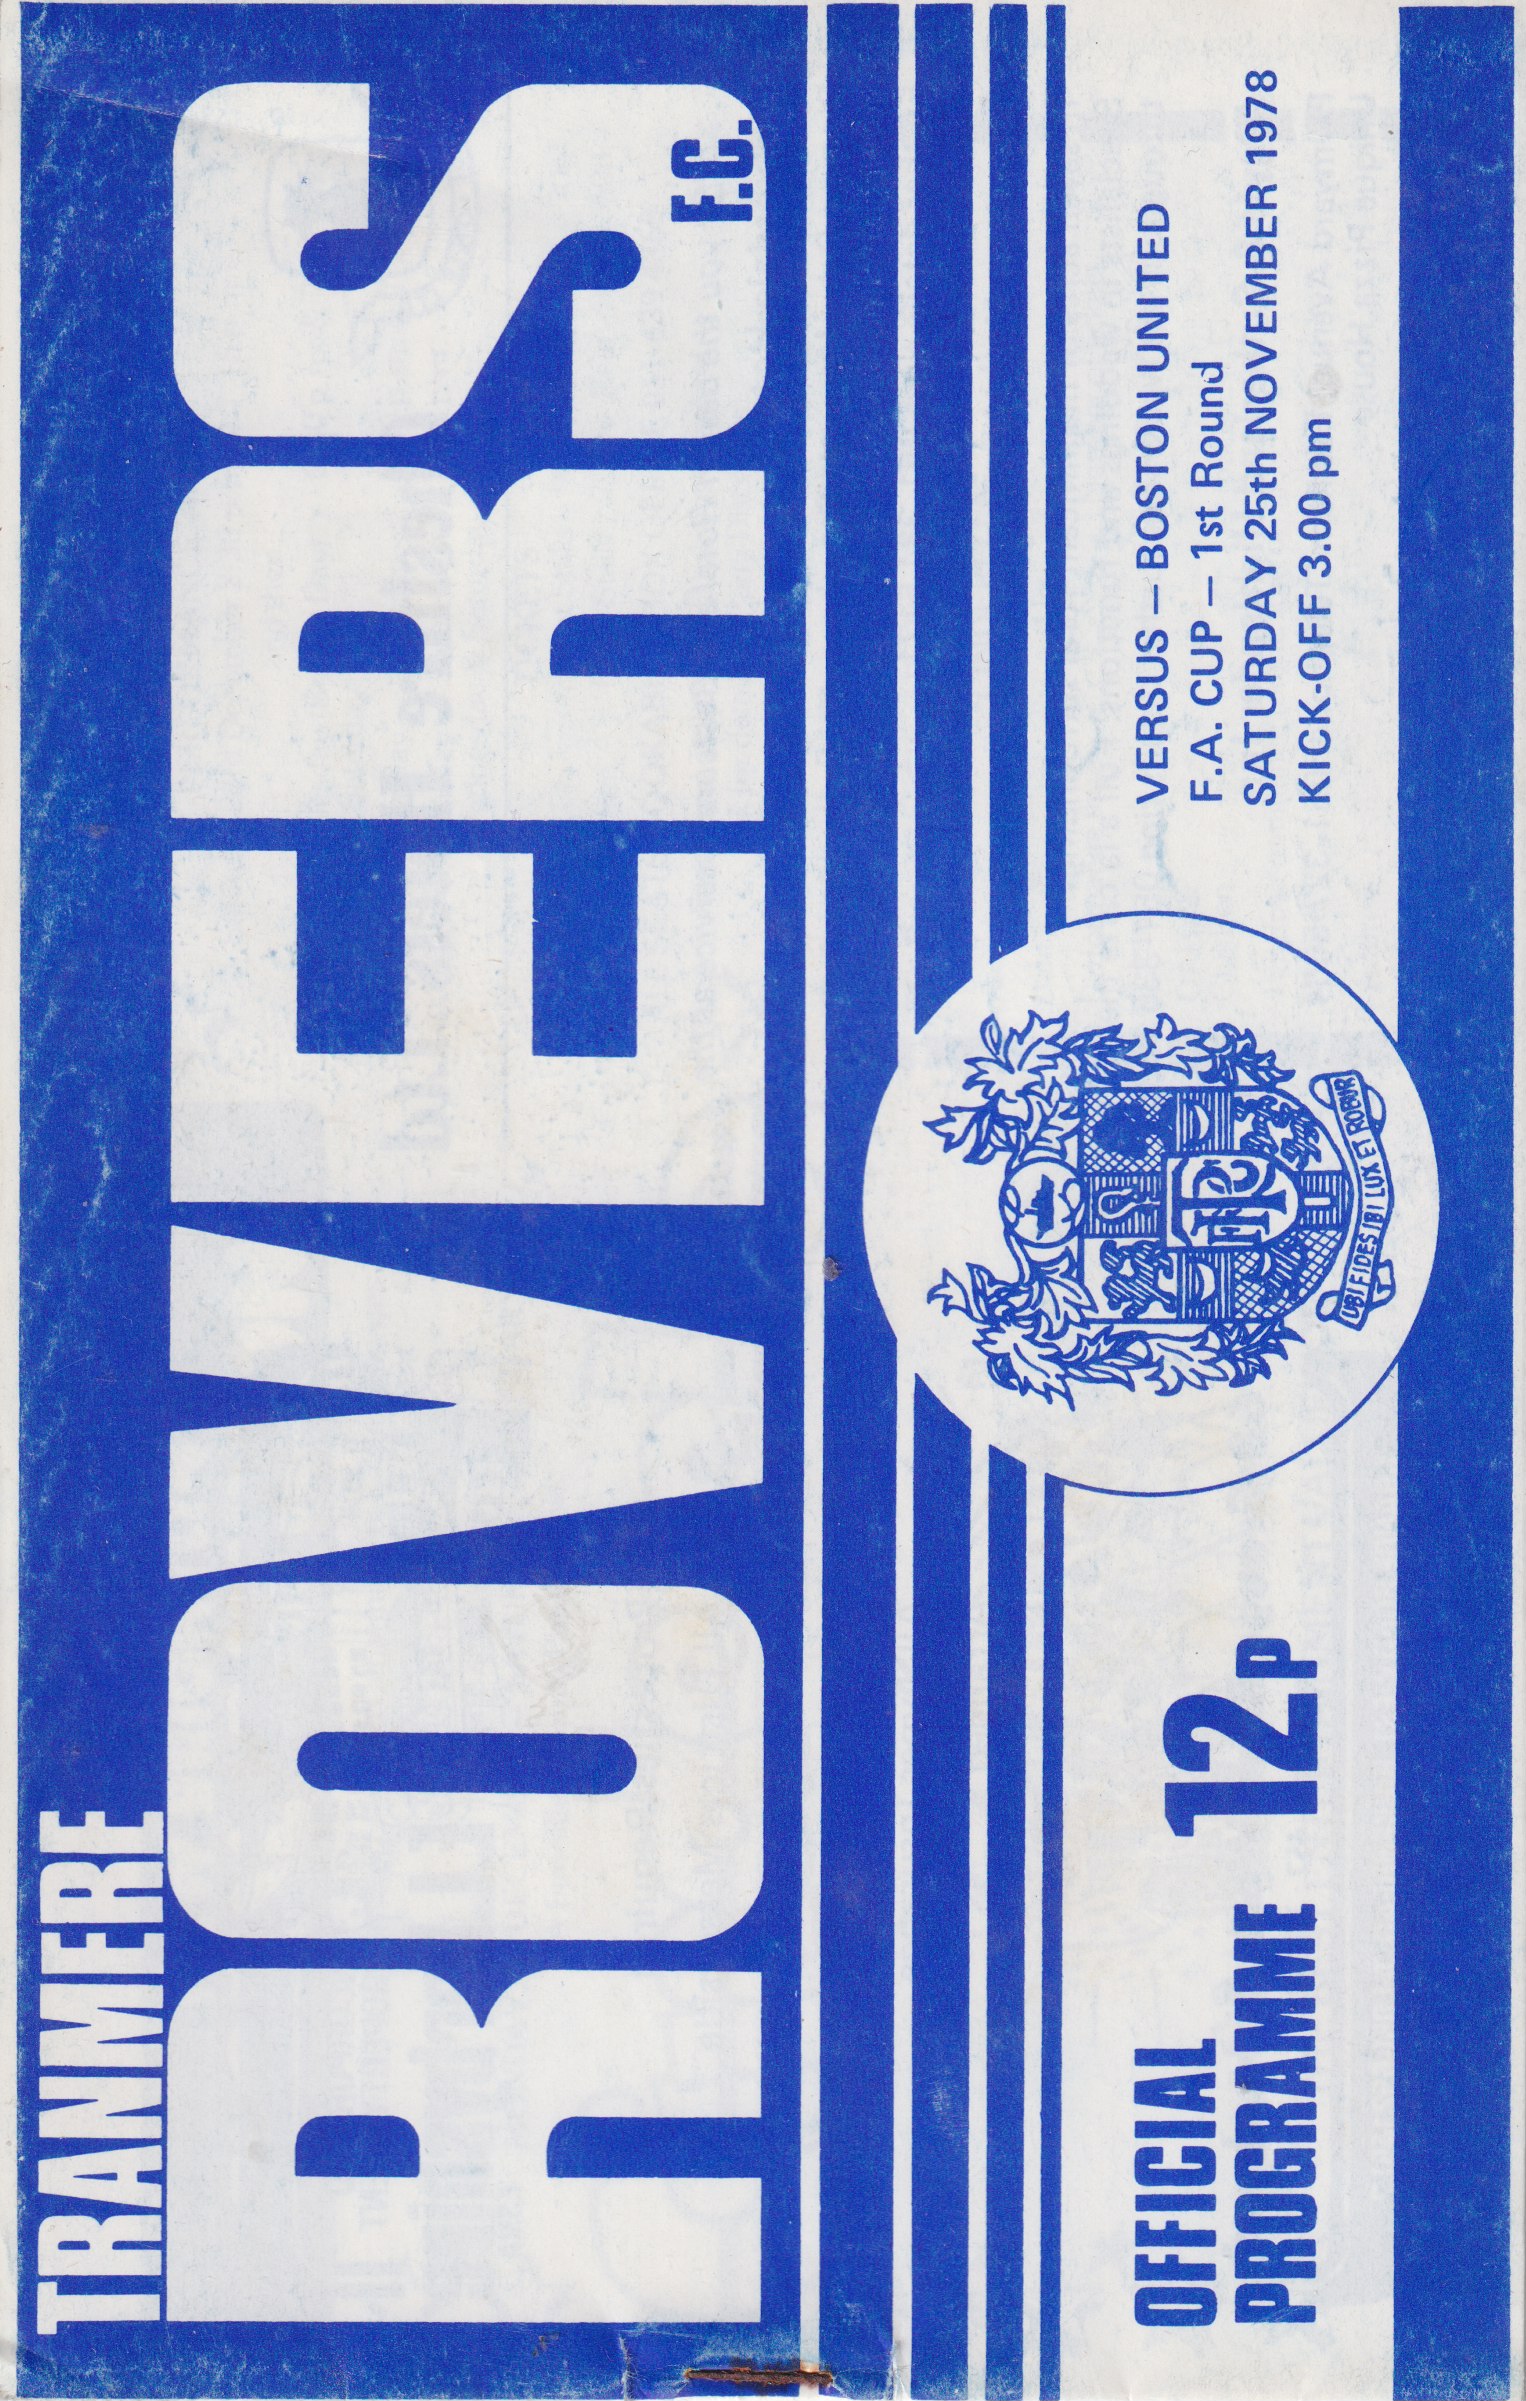 TRANMERE
ROVERS
F.C.
OFFICIAL
PROGRAMME
12P
UBI FIDES IBI LUX ET ROBUR
VERSUS – BOSTON UNITED
F.A. CUP – 1st Round
SATURDAY 25th NOVEMBER 1978
KICK-OFF 3.00 pm